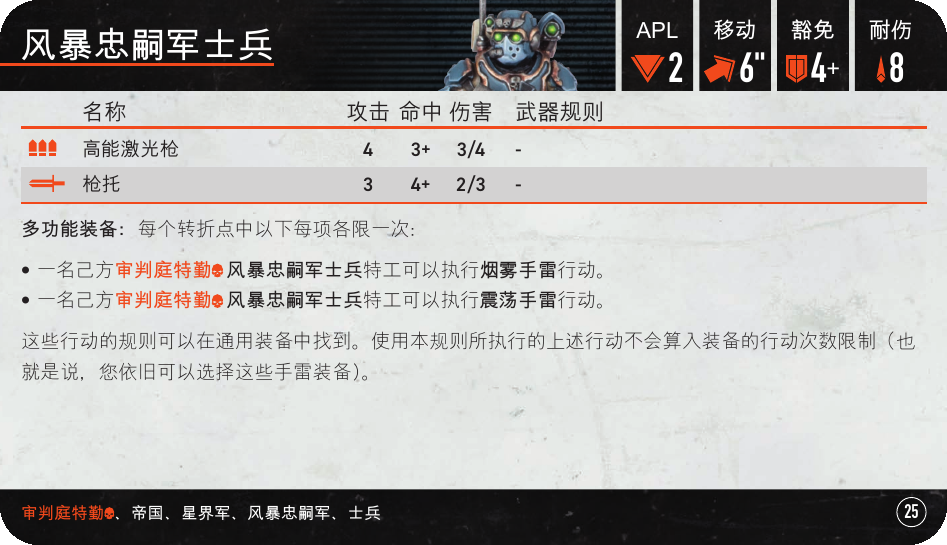 风暴忠嗣军士兵
APL 移动 豁免 耐伤
2 6" 4+ 8
名称 攻击 命中 伤害 武器规则
高能激光枪 4 3+ 3/4 -
枪托 3 4+ 2/3 -
多功能装备：每个转折点中以下每项各限一次:
• 一名己方审判庭特勤风暴忠嗣军士兵特工可以执行烟雾手雷行动。
• 一名己方审判庭特勤风暴忠嗣军士兵特工可以执行震荡手雷行动。
这些行动的规则可以在通用装备中找到。使用本规则所执行的上述行动不会算入装备的行动次数限制（也
就是说，您依旧可以选择这些手雷装备）。
审判庭特勤、帝国、星界军、风暴忠嗣军、士兵
25